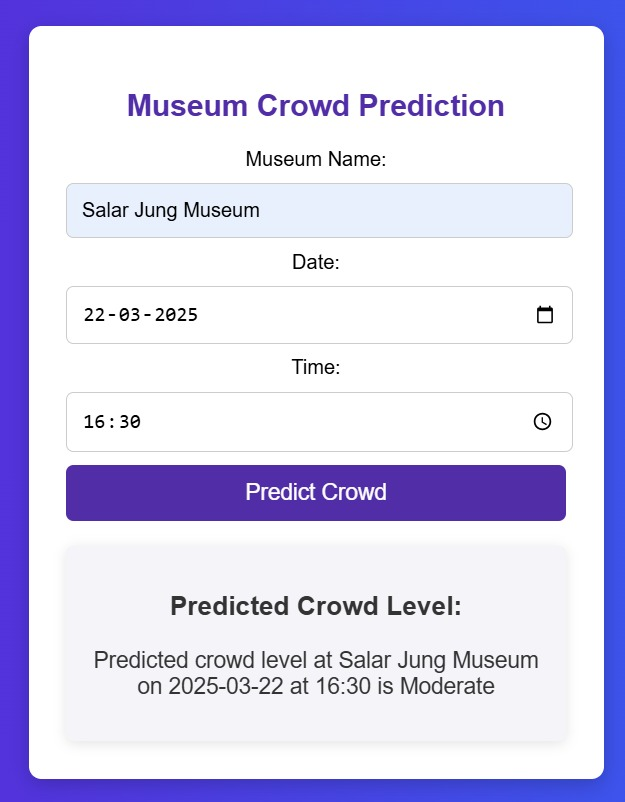 Museum Crowd Prediction
Museum Name:
Salar Jung Museum
Date:
22-03-2025
Time:
16:30
Predict Crowd
Predicted Crowd Level:
Predicted crowd level at Salar Jung Museum
on 2025-03-22 at 16:30 is Moderate